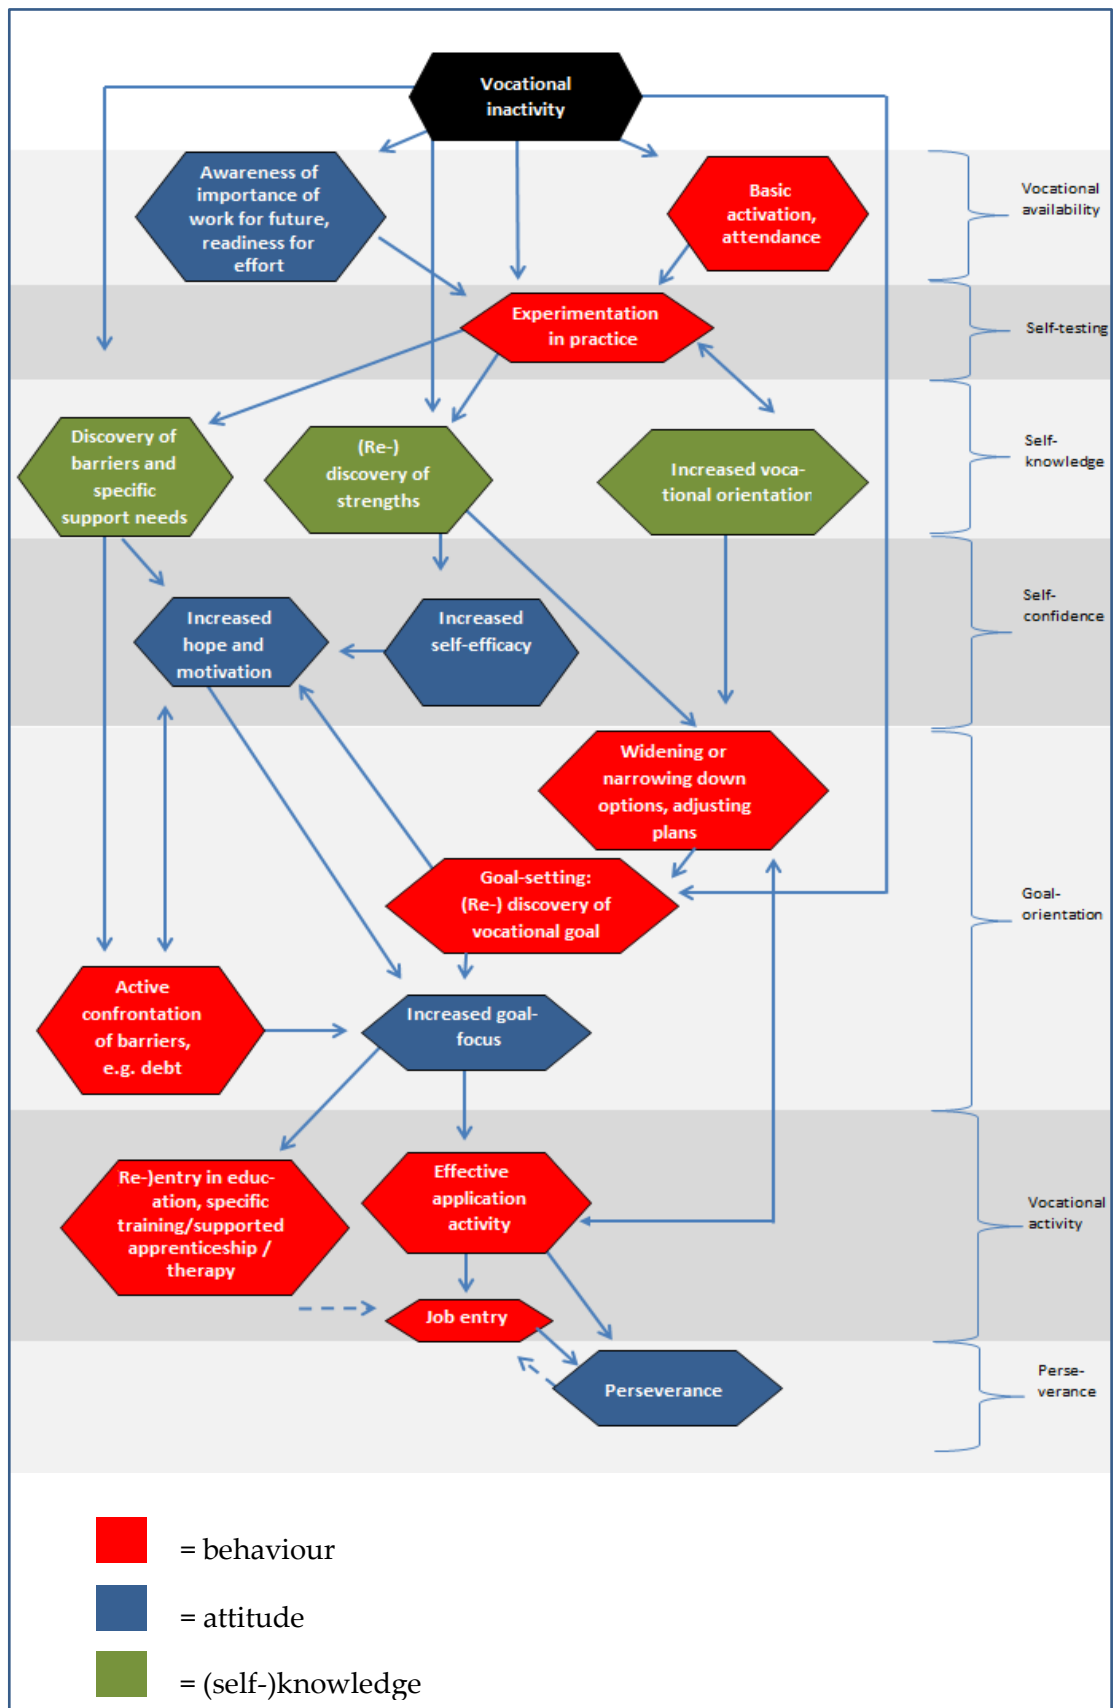 Vocational
inactivity
Awareness of
importance of
work for future,
readiness for
effort
Basic
activation,
attendance
Vocational
availability
Experimentation
in practice
Self-testing
Discovery of
barriers and
specific
support needs
(Re-)
discovery of
strengths
Increased voca-
tional orientation
Self-
knowledge
Increased
hope and
motivation
Increased
self-efficacy
Self-
confidence
Widening or
narrowing down
options, adjusting
plans
Goal-setting:
(Re-) discovery of
vocational goal
Goal-
orientation
Active
confrontation
of barriers,
e.g. debt
Increased goal-
focus
Re-)entry in educ-
ation, specific
training/supported
apprenticeship /
therapy
Effective
application
activity
Vocational
activity
Job entry
Perseverance
Perse-
verance
= behaviour
= attitude
= (self-)knowledge